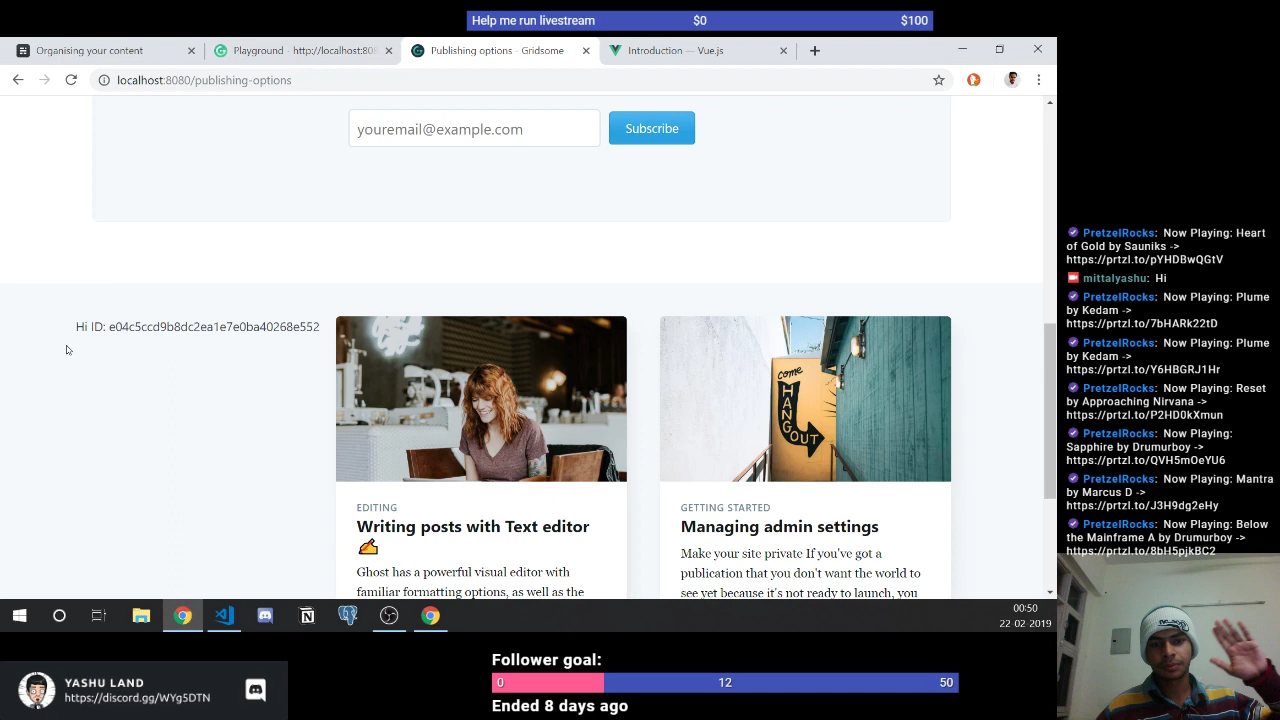 Help me run livestream $0 $100
Organising your content
Playground - http://localhost:808
Publishing options - Gridsome
Introduction — Vue.js
localhost:8080/publishing-options
youremail@example.com
Subscribe
Hi ID: e04c5ccd9b8dc2ea1e7e0ba40268e552
come
HANGOUT
EDITING
Writing posts with Text editor
✍
Ghost has a powerful visual editor with
familiar formatting options, as well as the
GETTING STARTED
Managing admin settings
Make your site private If you've got a
publication that you don't want the world to
see yet because it's not ready to launch, you
PretzelRocks: Now Playing: Heart
of Gold by Sauniks ->
https://prtzl.to/pYHDBwQGtV
mittalyashu: Hi
PretzelRocks: Now Playing: Plume
by Kedam ->
https://prtzl.to/7bHARk22tD
PretzelRocks: Now Playing: Plume
by Kedam ->
https://prtzl.to/Y6HBGRJ1Hr
PretzelRocks: Now Playing: Reset
by Approaching Nirvana ->
https://prtzl.to/P2HD0kXmun
PretzelRocks: Now Playing:
Sapphire by Drumurboy ->
https://prtzl.to/QVH5mOeYU6
PretzelRocks: Now Playing: Mantra
by Marcus D ->
https://prtzl.to/J3H9dg2eHy
PretzelRocks: Now Playing: Below
the Mainframe A by Drumurboy ->
https://prtzl.to/8bH5pjkBC2
00:50
22-02-2019
YASHU LAND
https://discord.gg/WYg5DTN
Follower goal:
0 12 50
Ended 8 days ago